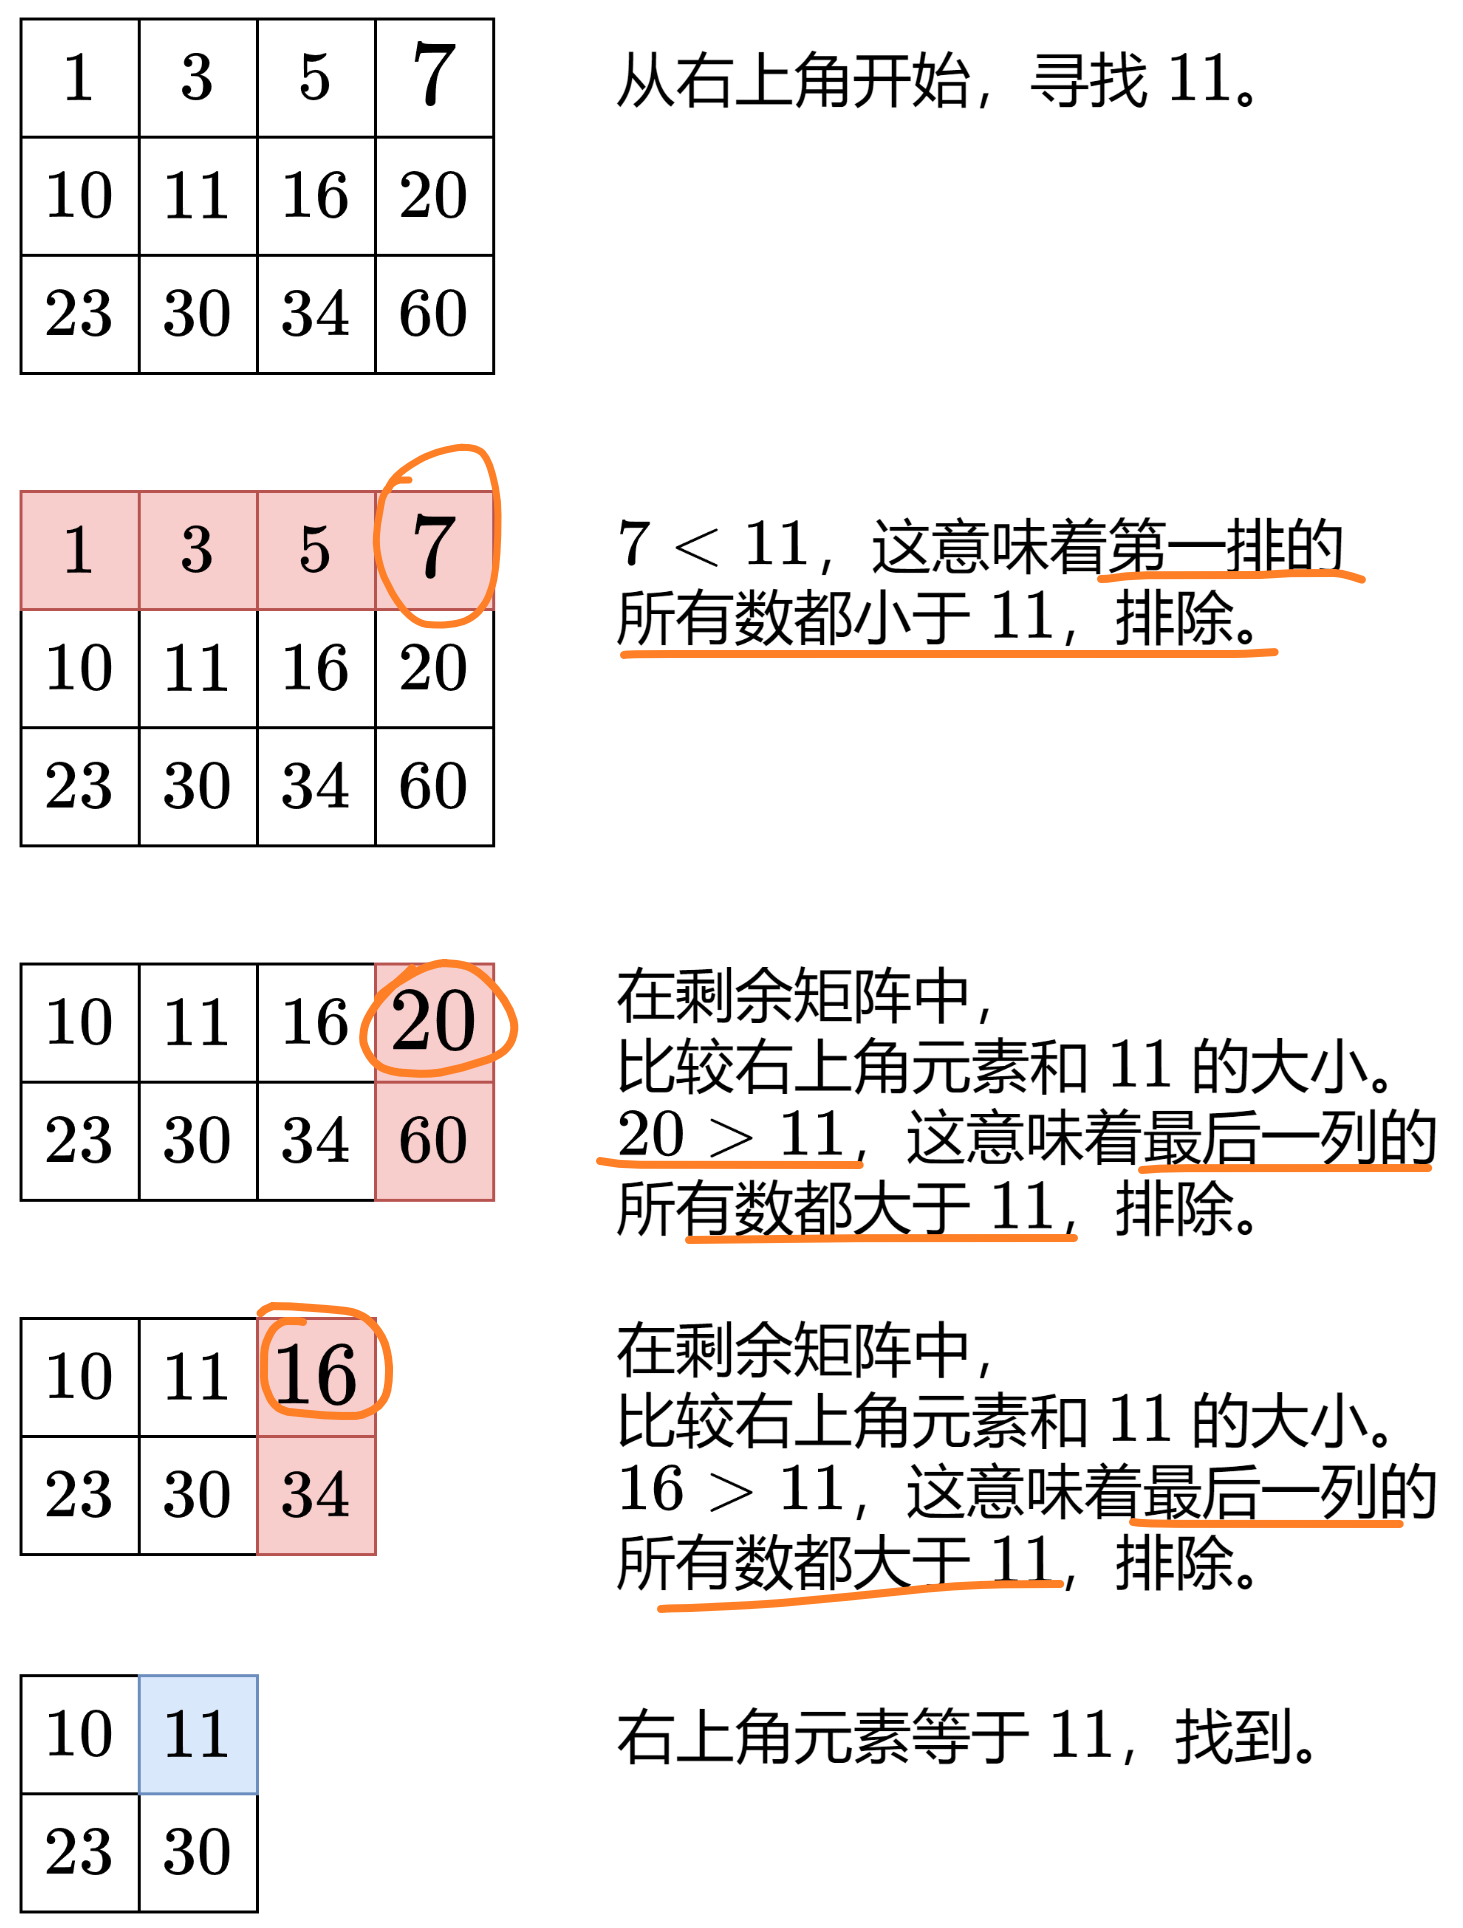 1 3 5 7
10 11 16 20
23 30 34 60
从右上角开始，寻找 11。
1 3 5 7
10 11 16 20
23 30 34 60
7 < 11，这意味着第一排的
所有数都小于 11，排除。
10 11 16 20
23 30 34 60
在剩余矩阵中，
比较右上角元素和 11 的大小。
20 > 11，这意味着最后一列的
所有数都大于 11，排除。
10 11 16
23 30 34
在剩余矩阵中，
比较右上角元素和 11 的大小。
16 > 11，这意味着最后一列的
所有数都大于 11，排除。
10 11
23 30
右上角元素等于 11，找到。